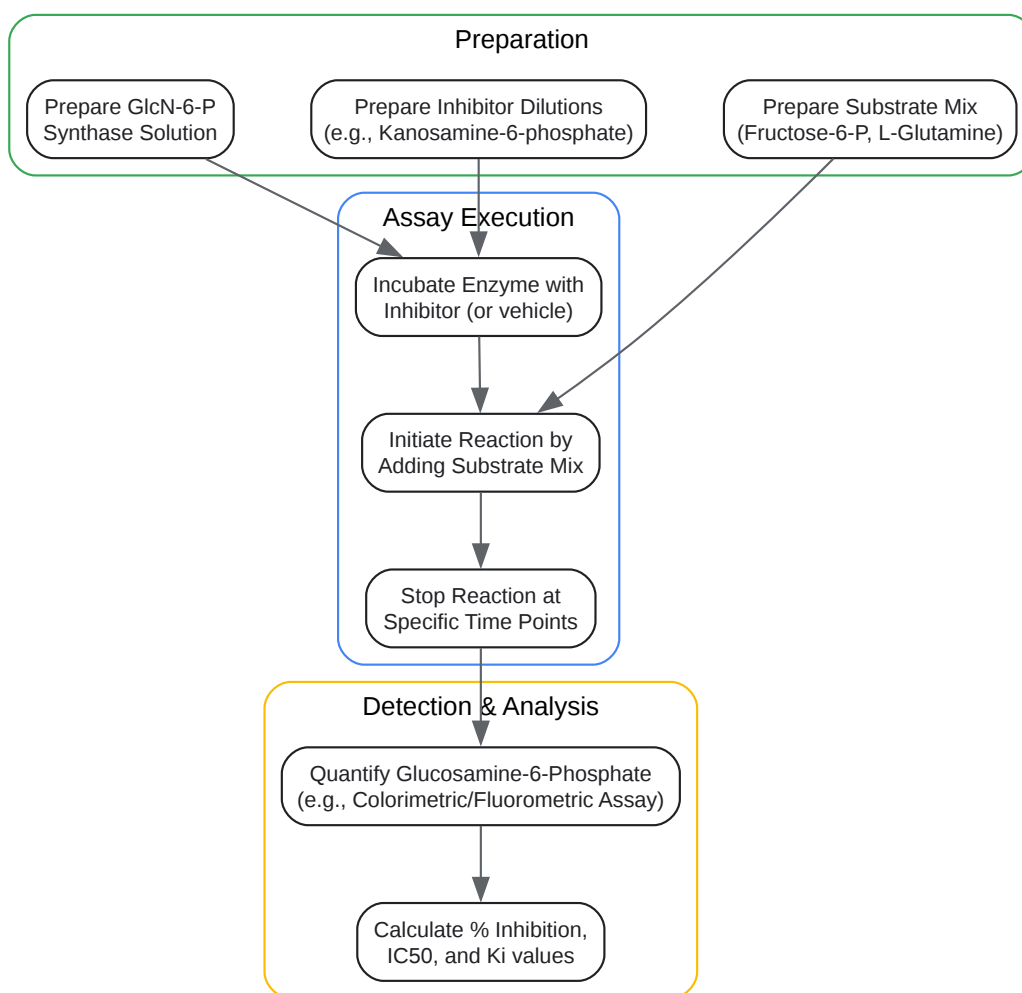 Preparation
Prepare GlcN-6-P
Synthase Solution
Prepare Inhibitor Dilutions
(e.g., Kanosamine-6-phosphate)
Prepare Substrate Mix
(Fructose-6-P, L-Glutamine)
Assay Execution
Incubate Enzyme with
Inhibitor (or vehicle)
Initiate Reaction by
Adding Substrate Mix
Stop Reaction at
Specific Time Points
Detection & Analysis
Quantify Glucosamine-6-Phosphate
(e.g., Colorimetric/Fluorometric Assay)
Calculate % Inhibition,
IC50, and Ki values